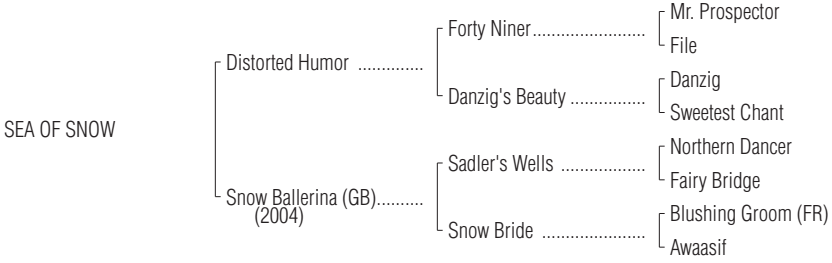 Mr. Prospector
Forty Niner........................
File
Distorted Humor ..............
Danzig
Danzig's Beauty ................
Sweetest Chant
SEA OF SNOW
Northern Dancer
Sadler's Wells ..................
Fairy Bridge
Snow Ballerina (GB)..........
(2004)
Blushing Groom (FR)
Snow Bride ......................
Awaasif